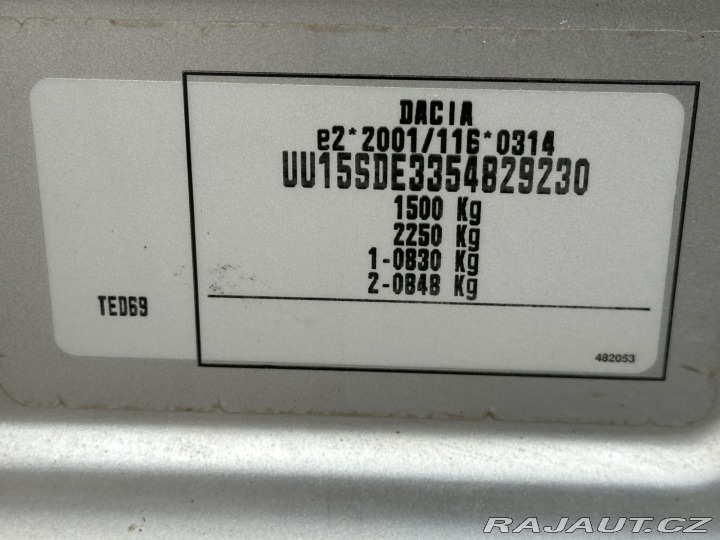 DACIA
e2*2001/116*0314
UU15SDE3354829230
1500 Kg
2250 Kg
1-0830 Kg
2-0848 Kg
TED69
482053
RAJAUT.CZ